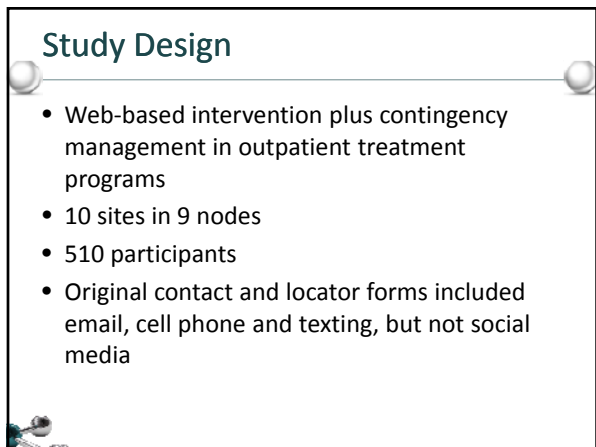 Study Design
• Web-based intervention plus contingency
management in outpatient treatment
programs
• 10 sites in 9 nodes
• 510 participants
• Original contact and locator forms included
email, cell phone and texting, but not social
media